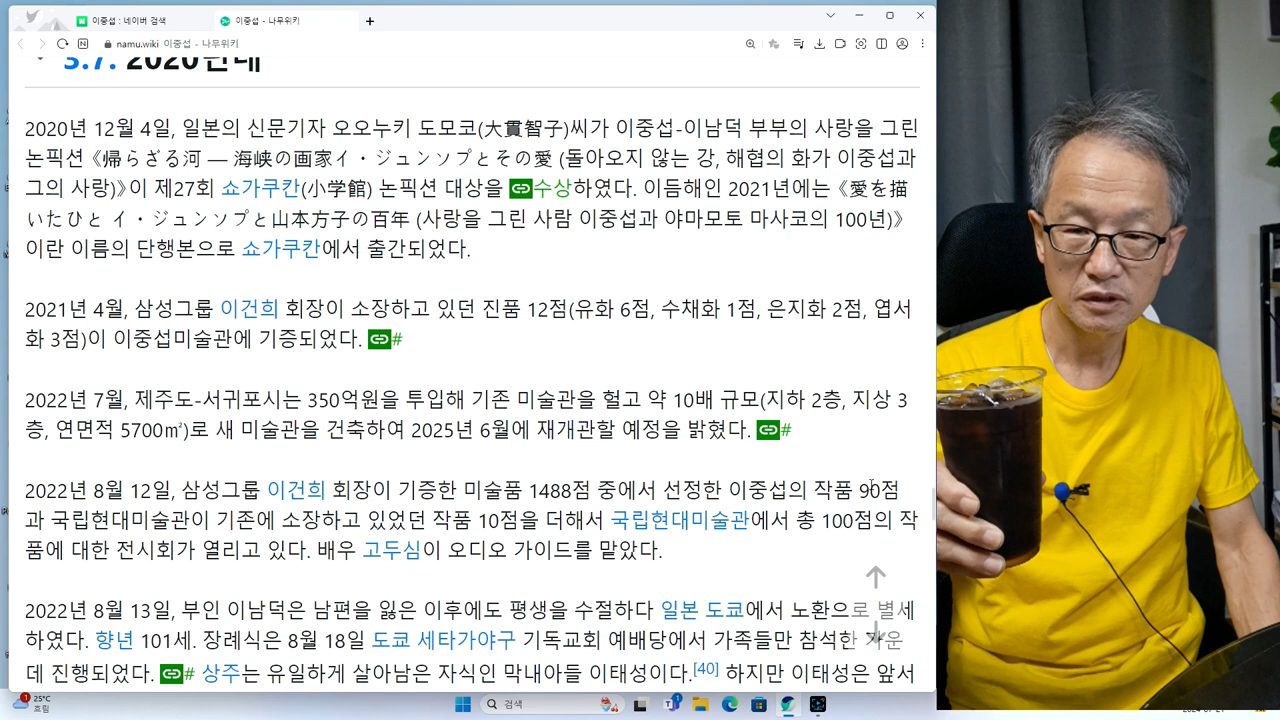 이중섭 : 네이버 검색
이중섭 - 나무위키
namu.wiki 이중섭 - 나무위키
3.7. 2020년대
2020년 12월 4일, 일본의 신문기자 오오누키 도모코(大貫智子)씨가 이중섭-이남덕 부부의 사랑을 그린
논픽션《帰らざる河 — 海峡の画家イ・ジュンソプとその愛 (돌아오지 않는 강, 해협의 화가 이중섭과
그의 사랑)》이 제27회 쇼가쿠칸(小学館) 논픽션 대상을 수상하였다. 이듬해인 2021년에는 《愛を描
いたひと イ・ジュンソプと山本方子の百年 (사랑을 그린 사람 이중섭과 야마모토 마사코의 100년)》
이란 이름의 단행본으로 쇼가쿠칸에서 출간되었다.
2021년 4월, 삼성그룹 이건희 회장이 소장하고 있던 진품 12점(유화 6점, 수채화 1점, 은지화 2점, 엽서
화 3점)이 이중섭미술관에 기증되었다. #
2022년 7월, 제주도-서귀포시는 350억원을 투입해 기존 미술관을 헐고 약 10배 규모(지하 2층, 지상 3
층, 연면적 5700㎡)로 새 미술관을 건축하여 2025년 6월에 재개관할 예정을 밝혔다. #
2022년 8월 12일, 삼성그룹 이건희 회장이 기증한 미술품 1488점 중에서 선정한 이중섭의 작품 90점
과 국립현대미술관이 기존에 소장하고 있었던 작품 10점을 더해서 국립현대미술관에서 총 100점의 작
품에 대한 전시회가 열리고 있다. 배우 고두심이 오디오 가이드를 맡았다.
2022년 8월 13일, 부인 이남덕은 남편을 잃은 이후에도 평생을 수절하다 일본 도쿄에서 노환으로 별세
하였다. 향년 101세. 장례식은 8월 18일 도쿄 세타가야구 기독교회 예배당에서 가족들만 참석한 가운
데 진행되었다. # 상주는 유일하게 살아남은 자식인 막내아들 이태성이다.[40] 하지만 이태성은 앞서
1
25°C
흐림
검색
1